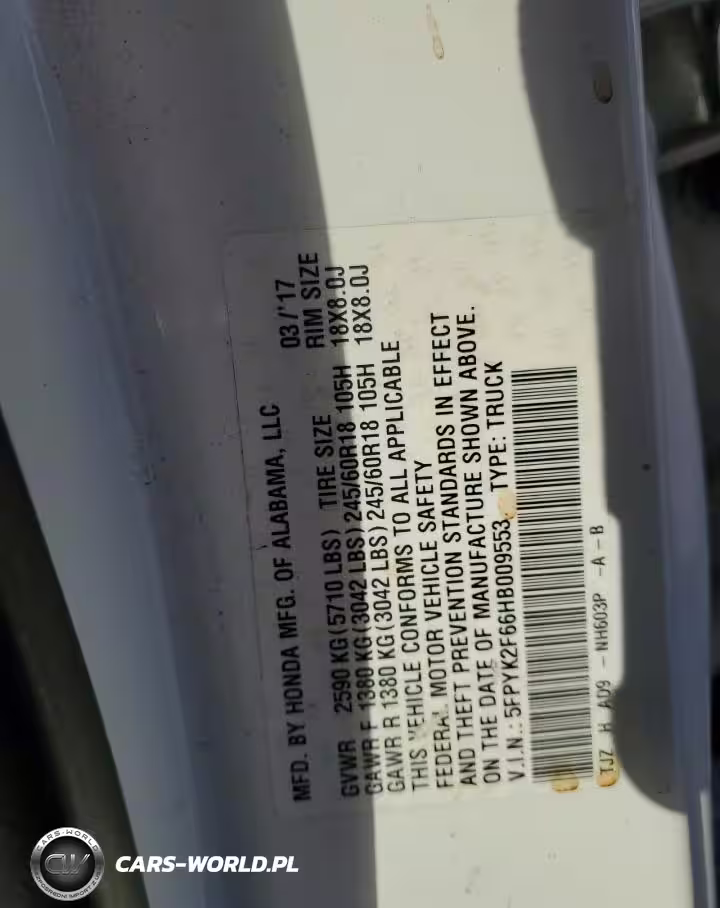 MFD. BY HONDA MFG. OF ALABAMA, LLC 03/'17
GVWR 2590 KG(5710 LBS) TIRE SIZE RIM SIZE
GAWR F 1380 KG(3042 LBS)245/60R18 105H 18X8.0J
GAWR R 1380 KG(3042 LBS)245/60R18 105H 18X8.0J
THIS VEHICLE CONFORMS TO ALL APPLICABLE
FEDERAL MOTOR VEHICLE SAFETY
AND THEFT PREVENTION STANDARDS IN EFFECT
ON THE DATE OF MANUFACTURE SHOWN ABOVE.
V.I.N.: 5FPYK2F66HB009553 TYPE: TRUCK
TJZ H A09 - NH603P -A - B
CARS-WORLD
CW
CARS-WORLD.PL